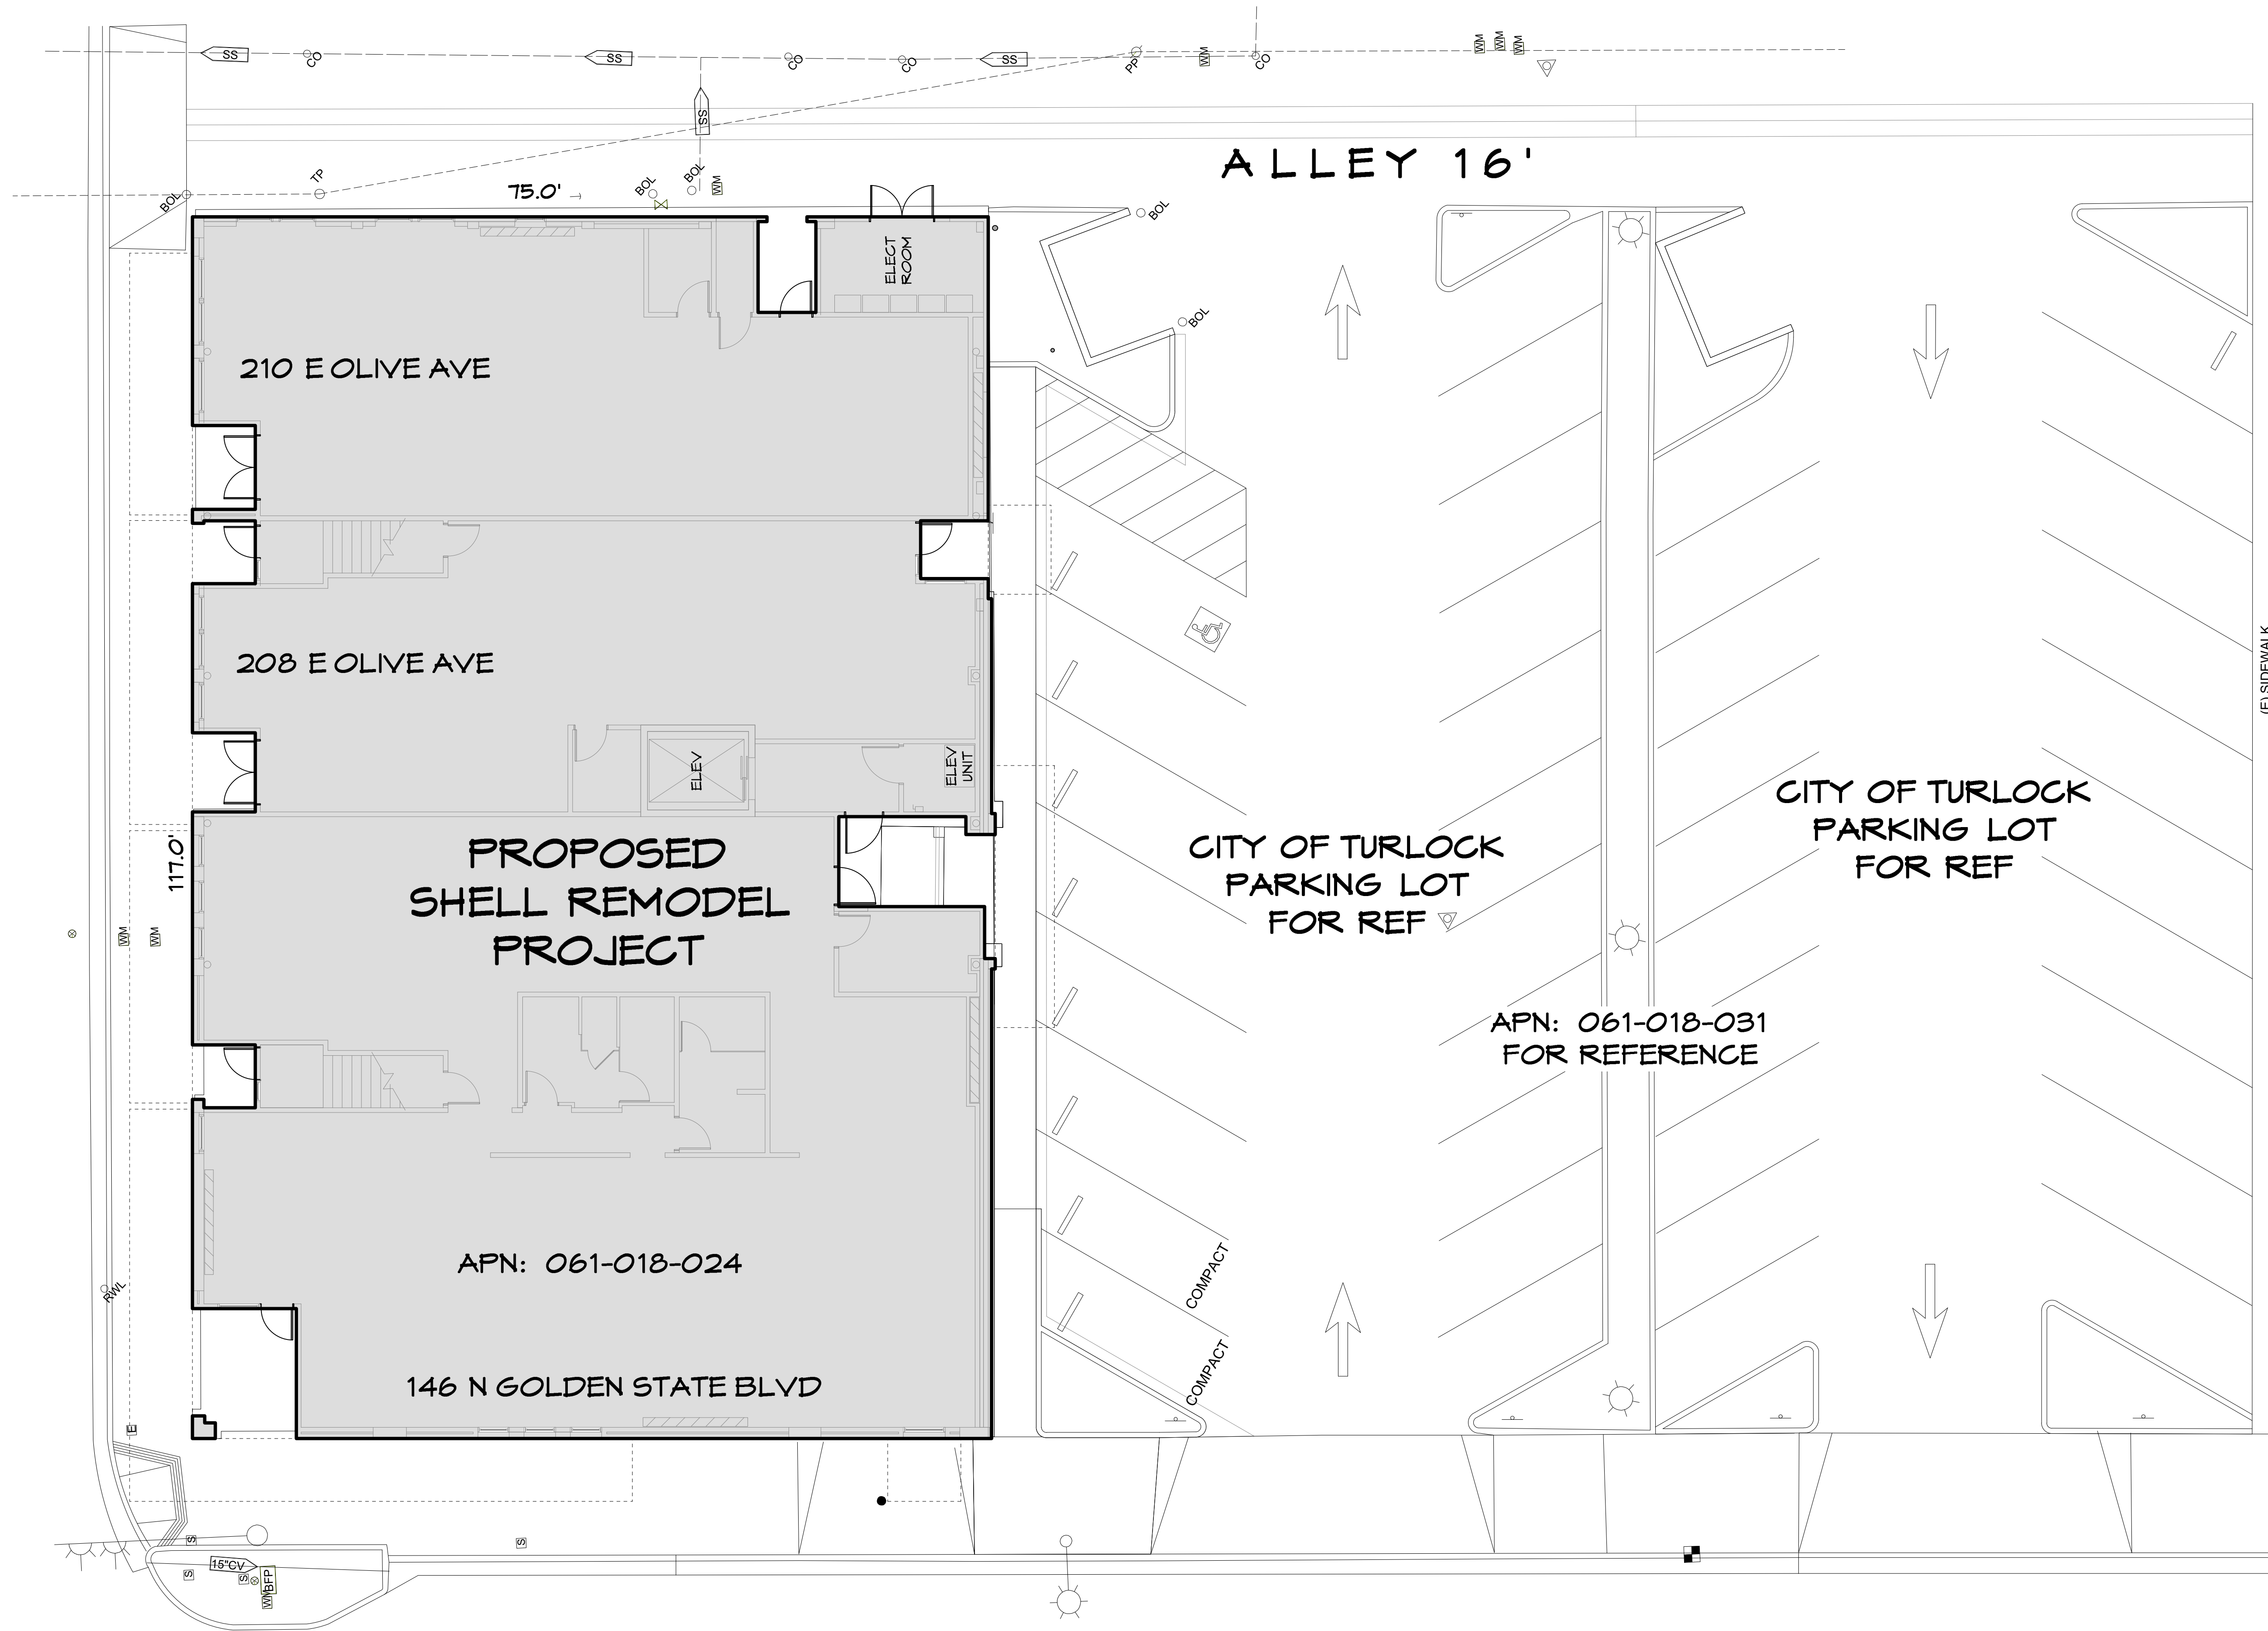 SS
CO
SS
CO
CO
SS
PP
WM
CO
WM
WM
WM
SS
ALLEY 16'
BOL
TP
75.0'
BOL
BOL
WM
BOL
ELECT
ROOM
BOL
210 E OLIVE AVE
208 E OLIVE AVE
(E) SIDEWALK
ELEV
ELEV
UNIT
117.0'
PROPOSED
SHELL REMODEL
PROJECT
CITY OF TURLOCK
PARKING LOT
FOR REF
CITY OF TURLOCK
PARKING LOT
FOR REF
WM
WM
APN: 061-018-031
FOR REFERENCE
APN: 061-018-024
RWL
COMPACT
COMPACT
146 N GOLDEN STATE BLVD
E
S
S
15"CV
S
S
BFP
WM